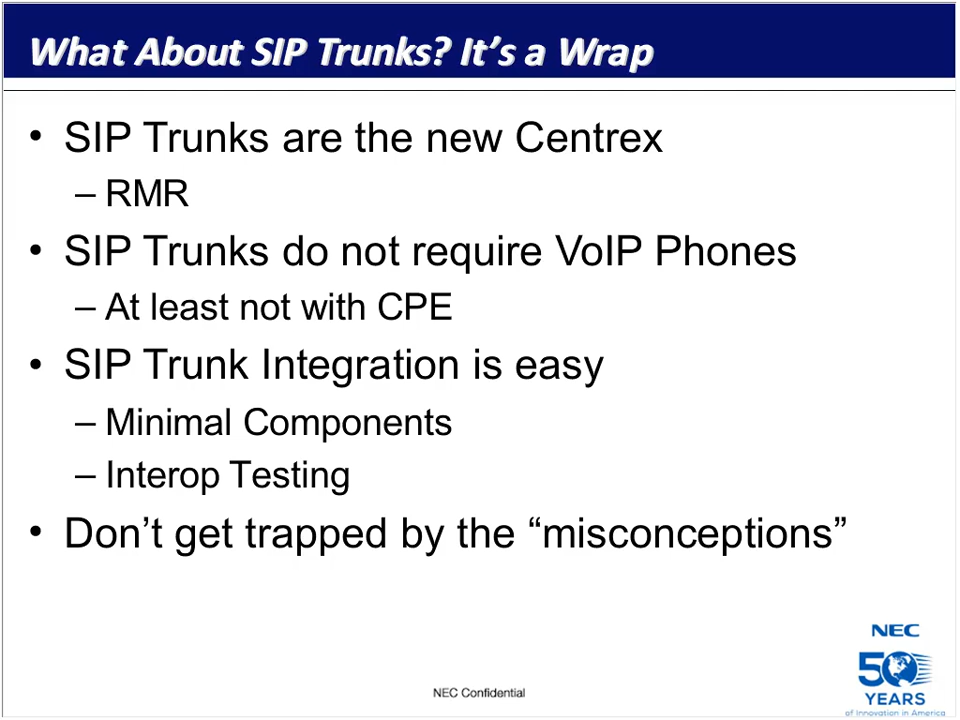 What About SIP Trunks? It's a Wrap
• SIP Trunks are the new Centrex
– RMR
• SIP Trunks do not require VoIP Phones
– At least not with CPE
• SIP Trunk Integration is easy
– Minimal Components
– Interop Testing
• Don’t get trapped by the “misconceptions”
NEC
50
YEARS
of Innovation in America
NEC Confidential